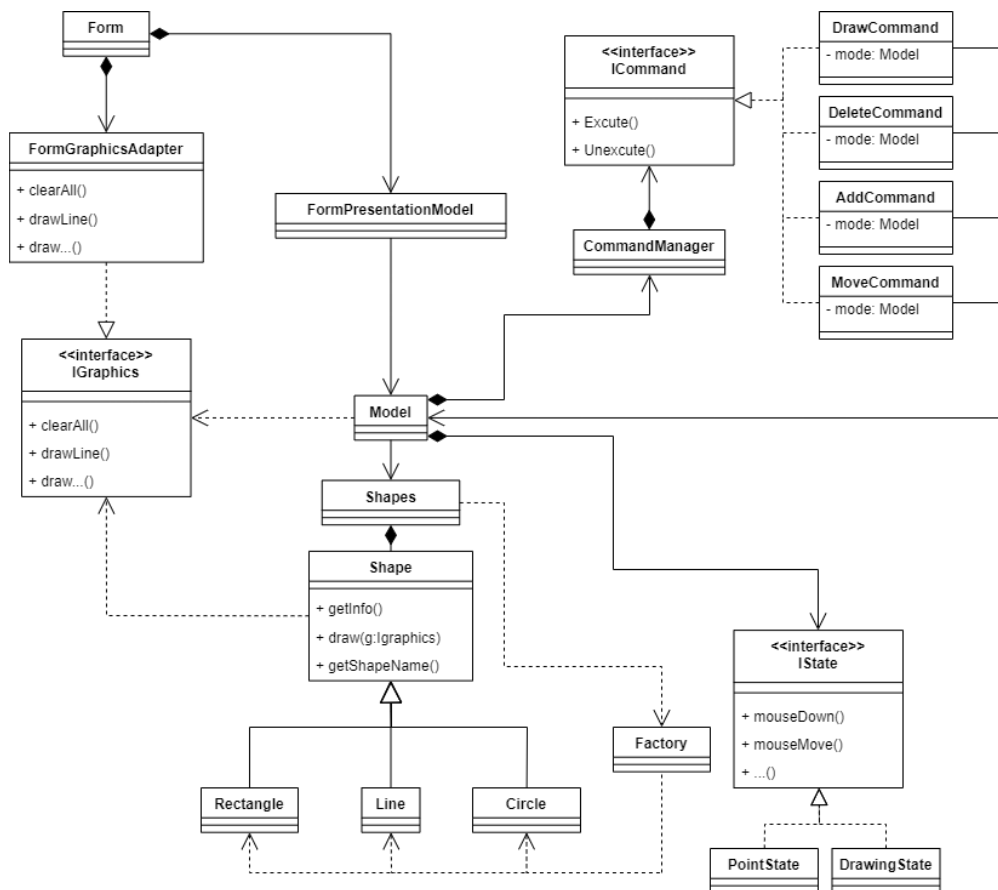 Form
FormGraphicsAdapter
+ clearAll()
+ drawLine()
+ draw...()
FormPresentationModel
<<interface>>
ICommand
+ Excute()
+ Unexcute()
CommandManager
DrawCommand
- mode: Model
DeleteCommand
- mode: Model
AddCommand
- mode: Model
MoveCommand
- mode: Model
<<interface>>
IGraphics
+ clearAll()
+ drawLine()
+ draw...()
Model
Shapes
Shape
+ getInfo()
+ draw(g:Igraphics)
+ getShapeName()
Rectangle
Line
Circle
Factory
<<interface>>
IState
+ mouseDown()
+ mouseMove()
+ ...()
PointState
DrawingState